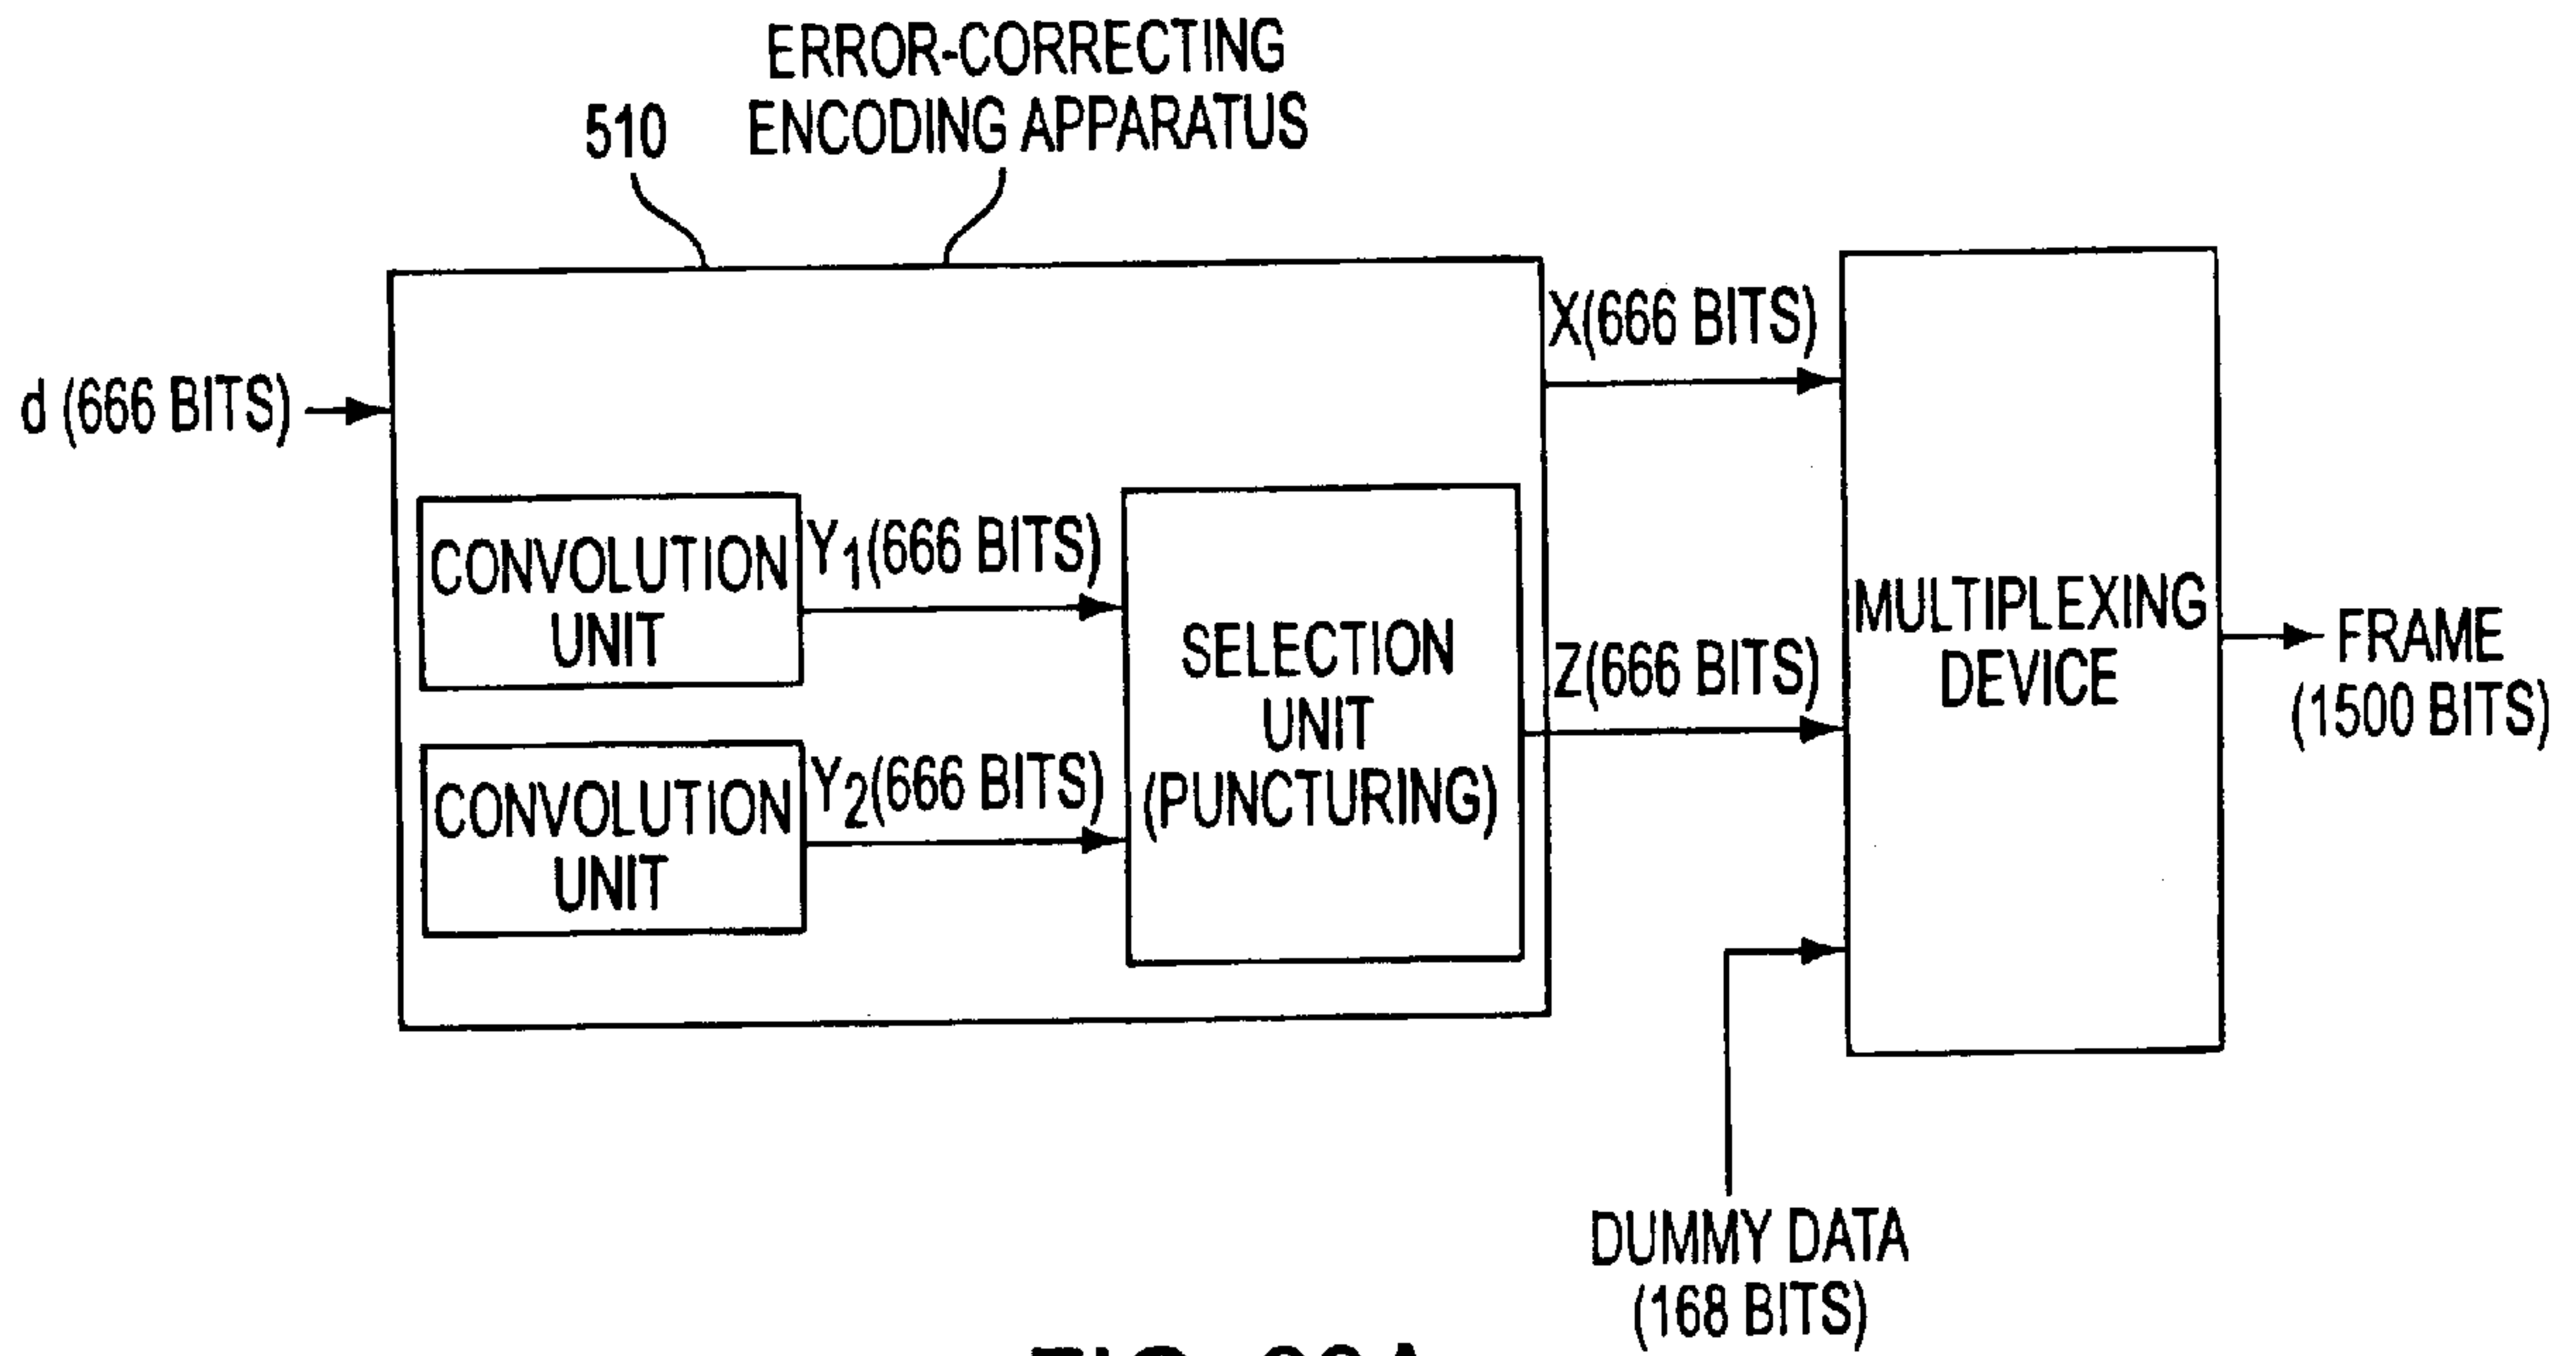 ERROR-CORRECTING
ENCODING APPARATUS
510
d (666 BITS)
X(666 BITS)
CONVOLUTION
UNIT
Y1(666 BITS)
CONVOLUTION
UNIT
Y2(666 BITS)
SELECTION
UNIT
(PUNCTURING)
Z(666 BITS)
MULTIPLEXING
DEVICE
FRAME
(1500 BITS)
DUMMY DATA
(168 BITS)